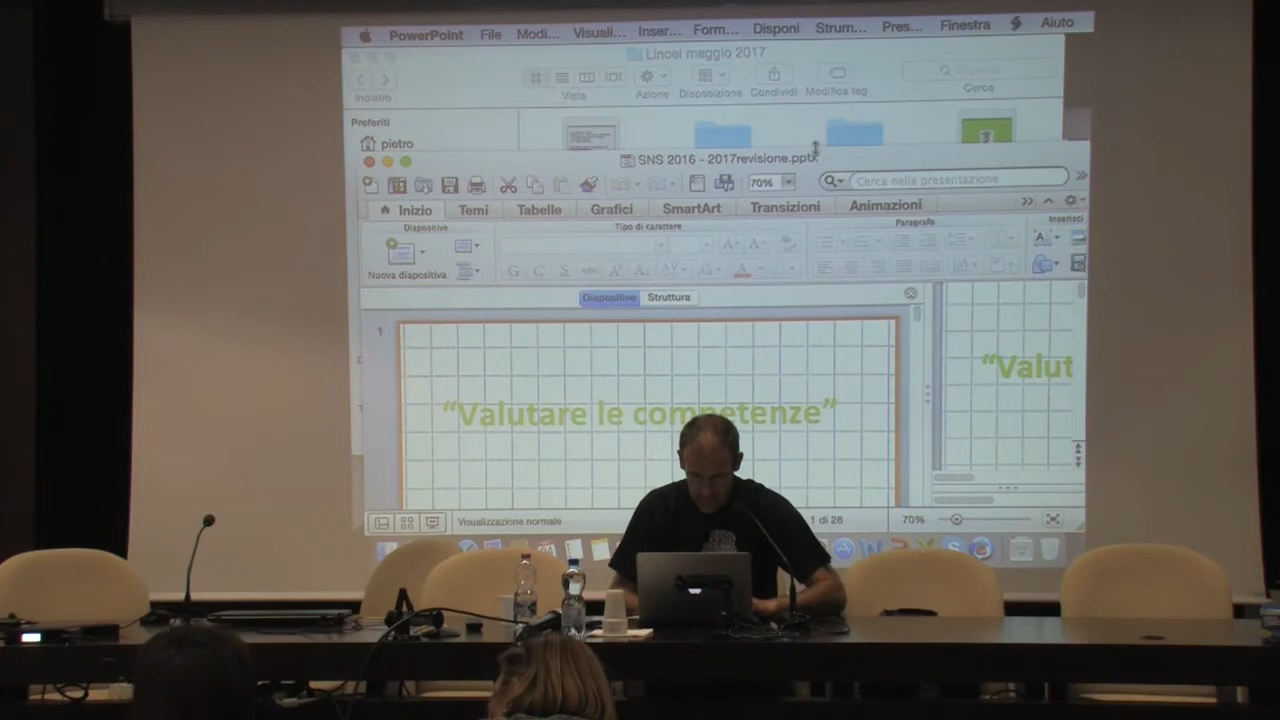 PowerPoint File Modi... Visuali... Inser... Form... Disponi Strum... Pres... Finestra Aiuto
Lincei maggio 2017
Indietro Vista Azione Disposizione Condividi Modifica tag Cerca
Preferiti
pietro
SNS 2016 - 2017revisione.pptx
70% Cerca nella presentazione
Inizio Temi Tabelle Grafici SmartArt Transizioni Animazioni
Diapositive Tipo di carattere Paragrafo Inserisci
Nuova diapositiva
Diapositive Struttura
1
“Valutare le competenze”
“Valut
Visualizzazione normale 1 di 28 70%